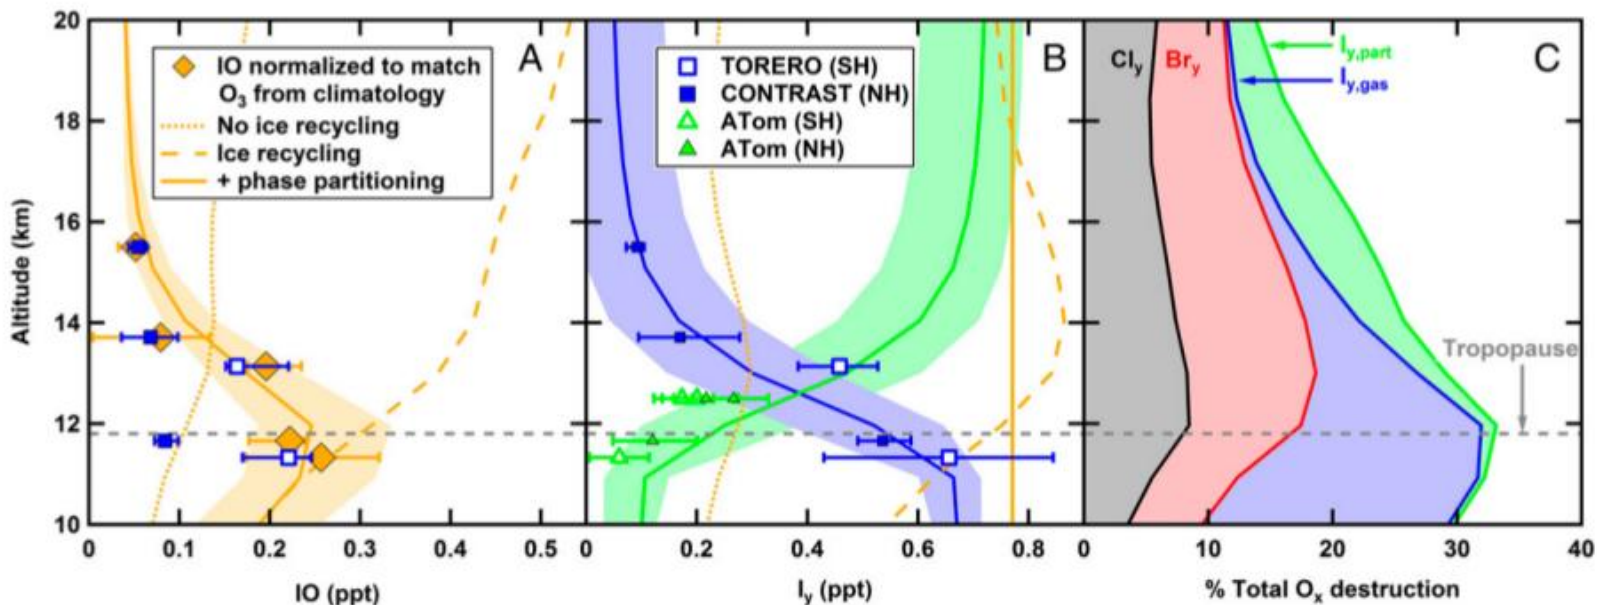 A
IO normalized to match
O3 from climatology
No ice recycling
Ice recycling
+ phase partitioning
B
TORERO (SH)
CONTRAST (NH)
ATom (SH)
ATom (NH)
C
Cly
Bry
Iy,part
Iy,gas
Tropopause
Altitude (km)
20
18
16
14
12
10
0
0.1
0.2
0.3
0.4
0.5
IO (ppt)
0
0.2
0.4
0.6
0.8
Iy (ppt)
0
10
20
30
40
% Total Ox destruction